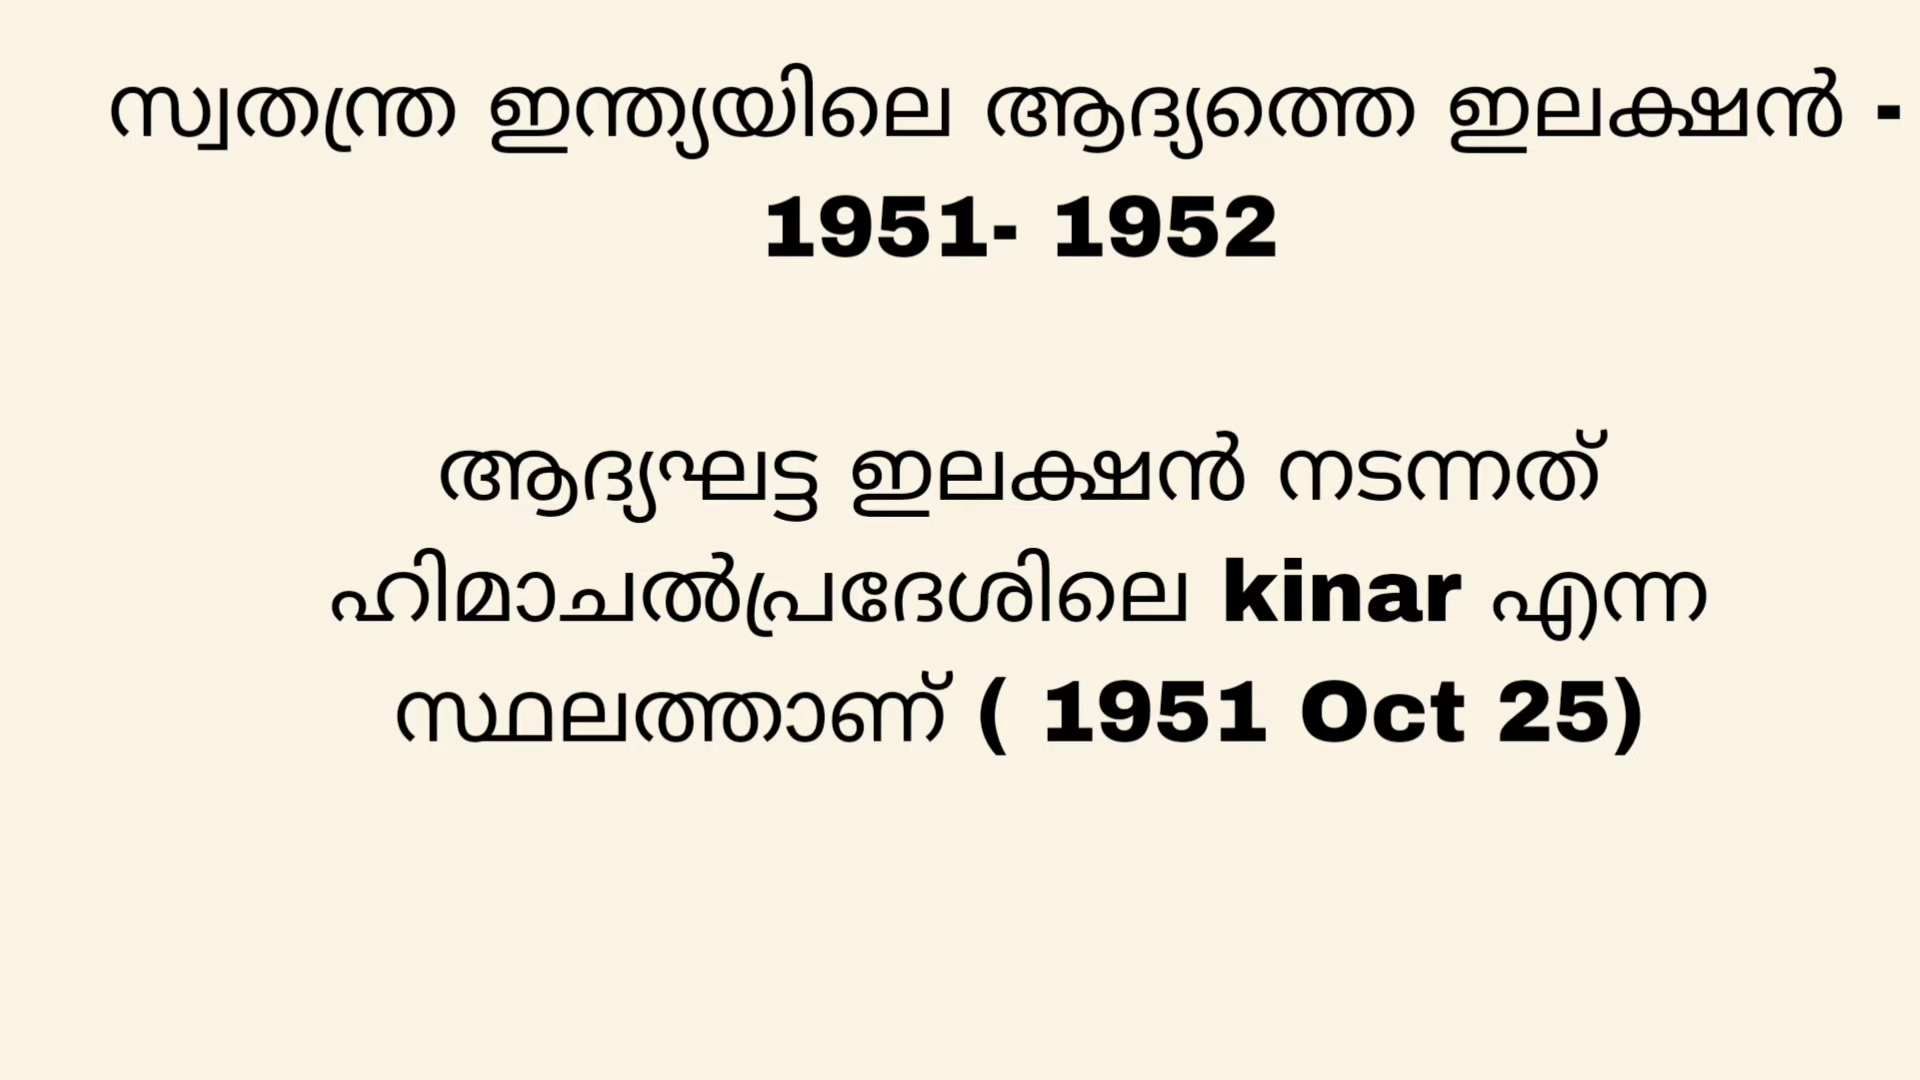 സ്വതന്ത്ര ഇന്ത്യയിലെ ആദ്യത്തെ ഇലക്ഷൻ -
1951- 1952
ആദ്യഘട്ട ഇലക്ഷൻ നടന്നത്
ഹിമാചൽപ്രദേശിലെ kinar എന്ന
സ്ഥലത്താണ് ( 1951 Oct 25)